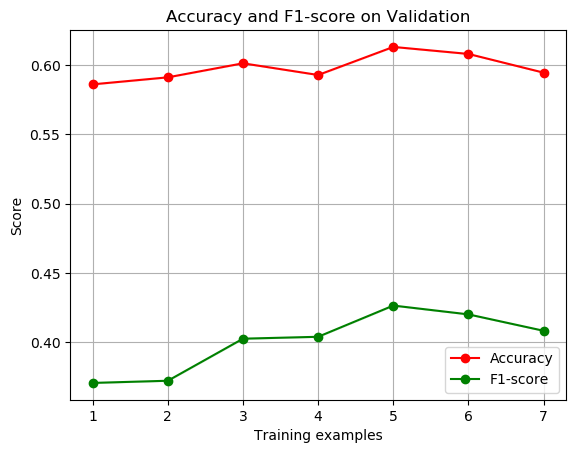 Accuracy and F1-score on Validation
0.60
0.55
0.50
0.45
0.40
Score
Accuracy
F1-score
1 2 3 4 5 6 7
Training examples